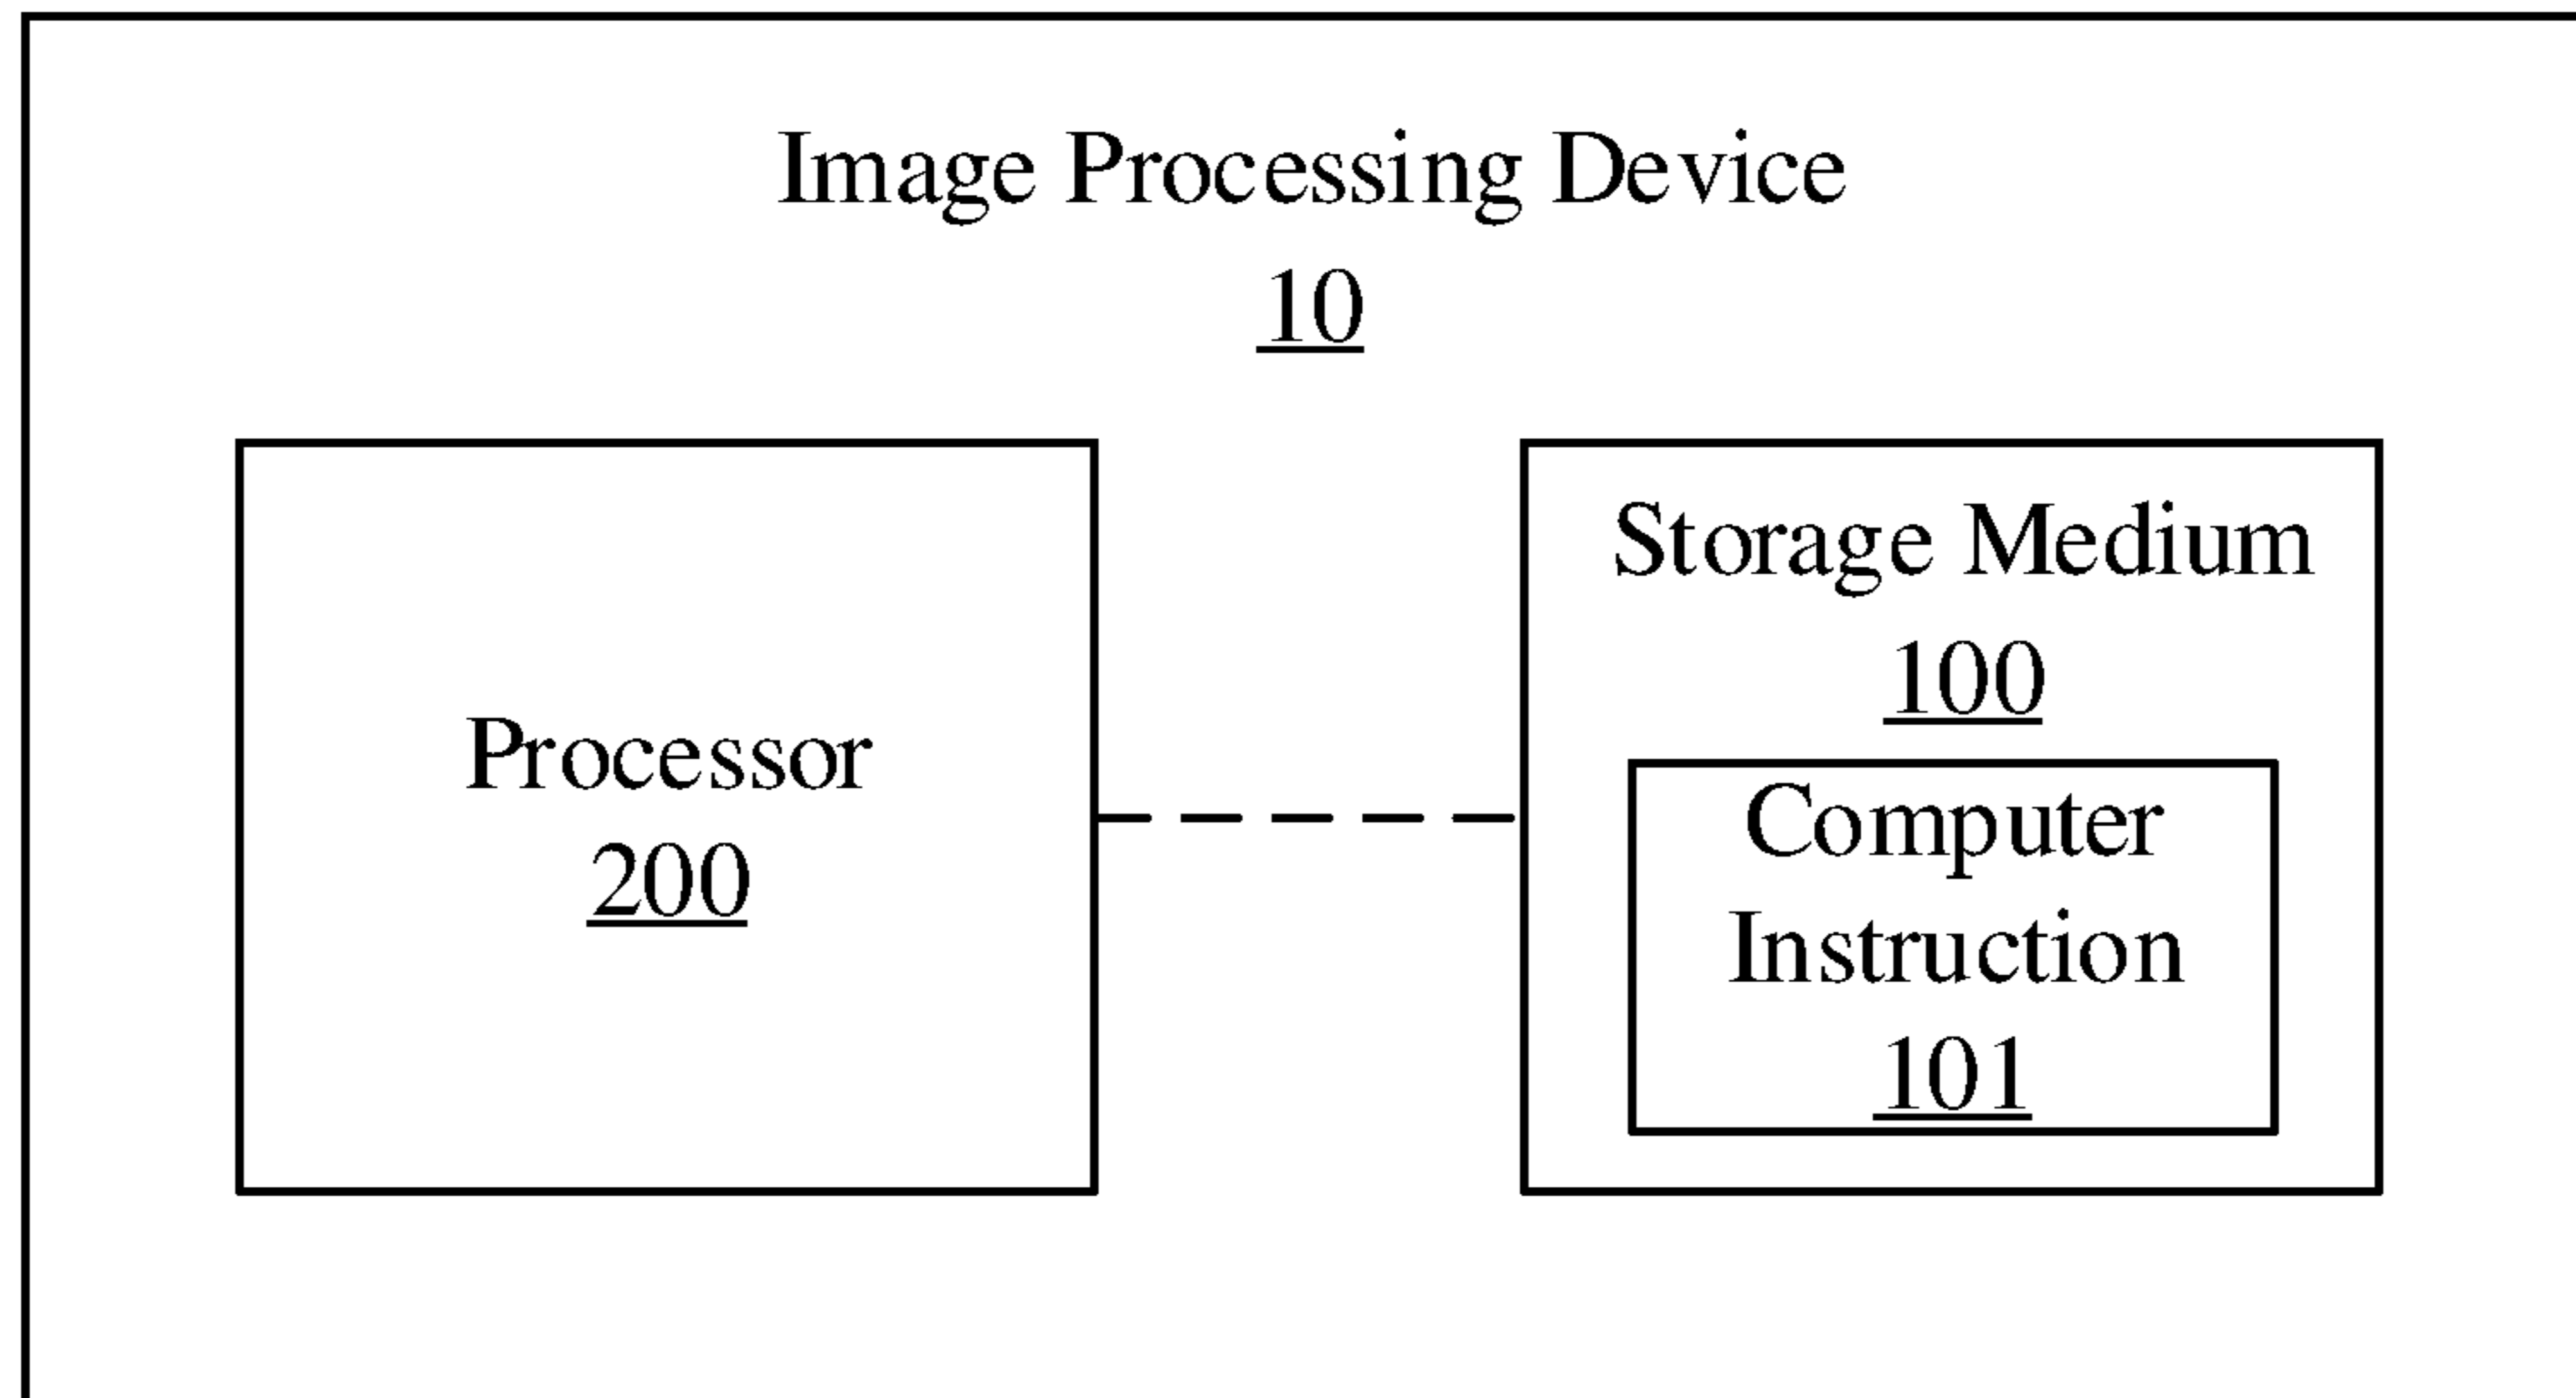 Image Processing Device
10
Processor
200
Storage Medium
100
Computer
Instruction
101